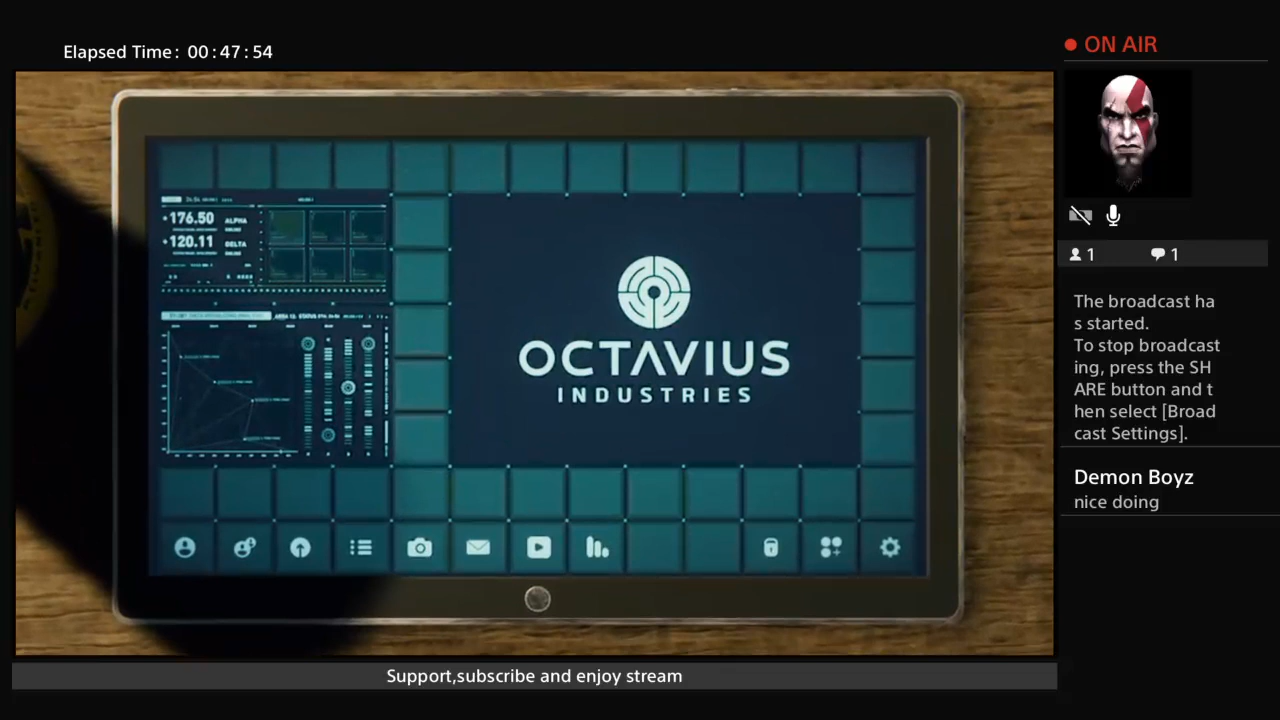 Elapsed Time: 00:47:54
ON AIR
176.50 ALPHA
120.11 DELTA
OCTAVIUS
INDUSTRIES
1 1
The broadcast ha
s started.
To stop broadcast
ing, press the SH
ARE button and t
hen select [Broad
cast Settings].
Demon Boyz
nice doing
Support,subscribe and enjoy stream